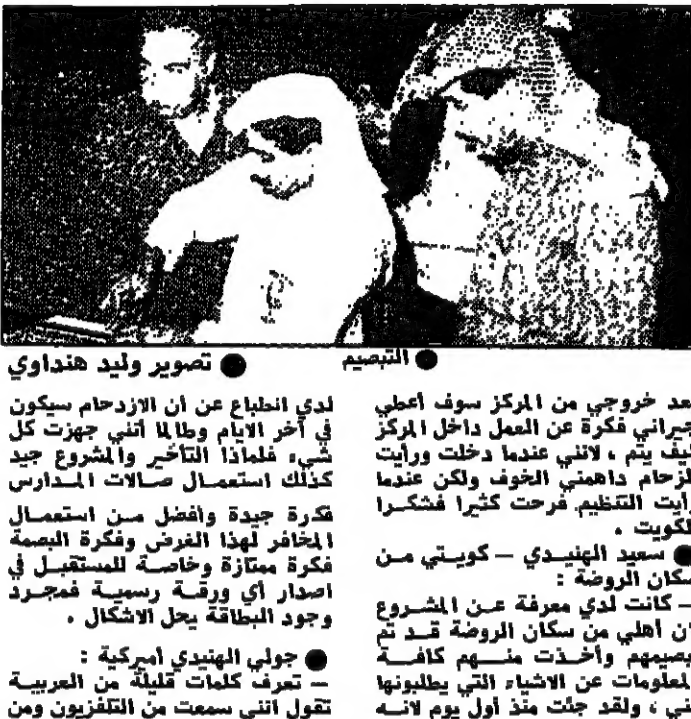 ● التبصيم
● تصوير وليد هنداوي
بعد خروجي من المركز سوف أعطي
جيراني فكرة عن العمل داخل المركز
كيف يتم ، لانني عندما دخلت ورأيت
الزحام داهمني الخوف ولكن عندما
رأيت التنظيم فرحت كثيرا فشكرا
للكويت .
● سعيد الهنيدي — كويتي من
سكان الروضة :
— كانت لدي معرفة عن المشروع
لان أهلي من سكان الروضة قد تم
تبصيمهم وأخذت منهم كافة
المعلومات عن الاشياء التي يطلبونها
مني ، ولقد جئت منذ أول يوم لانه
لدي انطباع عن أن الازدحام سيكون
في آخر الايام وطالما أنني جهزت كل
شيء فلماذا التأخير والمشروع جيد
كذلك استعمال صالات المدارس
فكرة جيدة وأفضل من استعمال
المخافر لهذا الغرض وفكرة البصمة
فكرة ممتازة وخاصة للمستقبل في
اصدار أي ورقة رسمية فمجرد
وجود البطاقة يحل الاشكال .
● جولي الهنيدي أميركية :
— تعرف كلمات قليلة من العربية
تقول انني سمعت من التلفزيون ومن